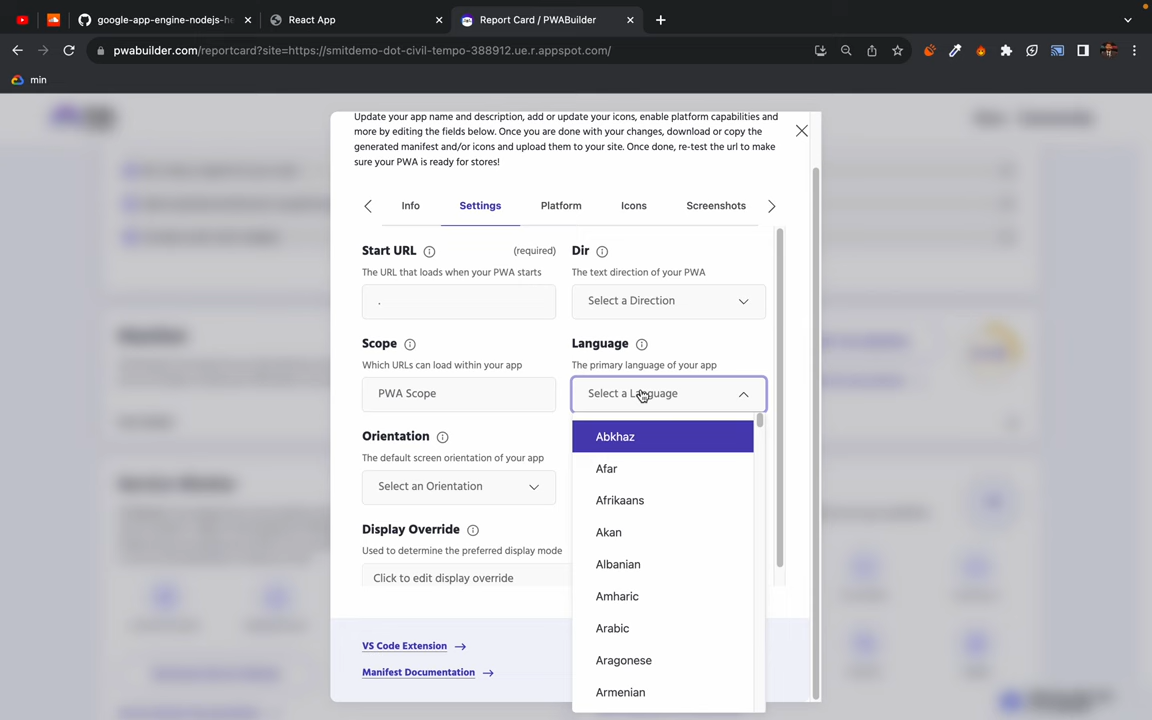 google-app-engine-nodejs-he
React App
Report Card / PWABuilder
pwabuilder.com/reportcard?site=https://smitdemo-dot-civil-tempo-388912.ue.r.appspot.com/
min
Update your app name and description, add or update your icons, enable platform capabilities and
more by editing the fields below. Once you are done with your changes, download or copy the
generated manifest and/or icons and upload them to your site. Once done, re-test the url to make
sure your PWA is ready for stores!
Info
Settings
Platform
Icons
Screenshots
Start URL
(required)
The URL that loads when your PWA starts
.
Dir
The text direction of your PWA
Select a Direction
Scope
Which URLs can load within your app
PWA Scope
Language
The primary language of your app
Select a Language
Abkhaz
Afar
Afrikaans
Akan
Albanian
Amharic
Arabic
Aragonese
Armenian
Orientation
The default screen orientation of your app
Select an Orientation
Display Override
Used to determine the preferred display mode
Click to edit display override
VS Code Extension
Manifest Documentation